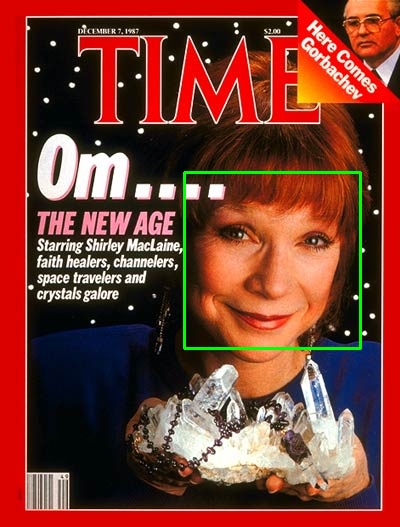 DECEMBER 7, 1987
$2.00
TIME
Here Comes
Gorbachev
Om....
THE NEW AGE
Starring Shirley MacLaine,
faith healers, channelers,
space travelers and
crystals galore
49